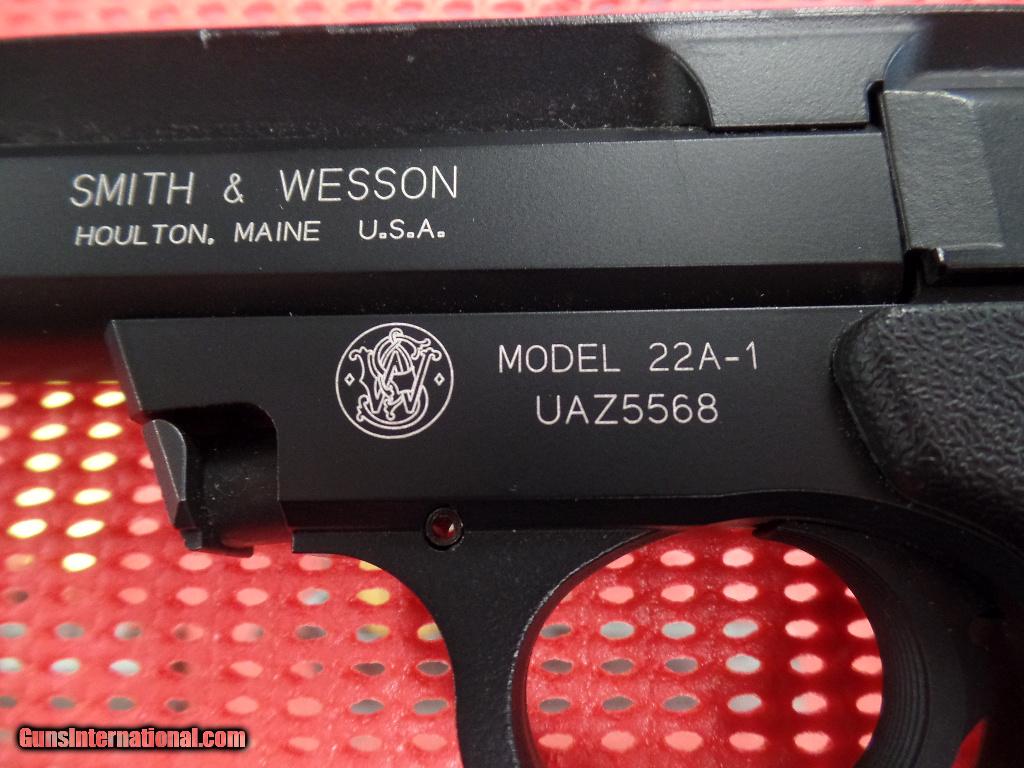 SMITH & WESSON
HOULTON, MAINE U.S.A.
MODEL 22A-1
UAZ5568
GunsInternational.com